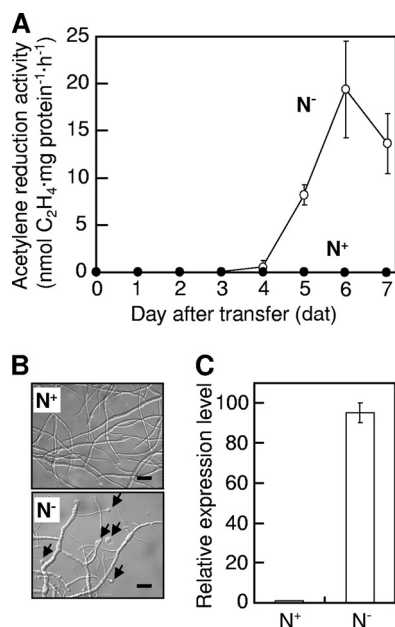 A
Acetylene reduction activity
(nmol C₂H₄·mg protein⁻¹·h⁻¹)
25
20
15
10
5
0
N⁻
N⁺
0 1 2 3 4 5 6 7
Day after transfer (dat)
B
N⁺
N⁻
C
Relative expression level
100
80
60
40
20
0
N⁺ N⁻